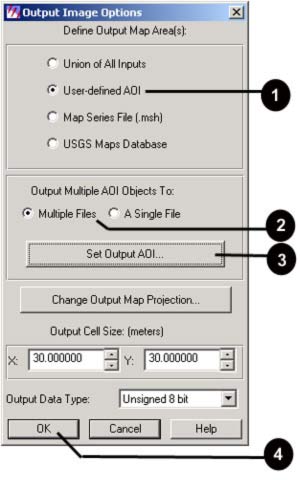 Output Image Options
Define Output Map Area(s):
Union of All Inputs
User-defined AOI
1
Map Series File (.msh)
USGS Maps Database
Output Multiple AOI Objects To:
Multiple Files A Single File
2
Set Output AOI...
3
Change Output Map Projection...
Output Cell Size: (meters)
X: 30.000000 Y: 30.000000
Output Data Type: Unsigned 8 bit
OK Cancel Help
4